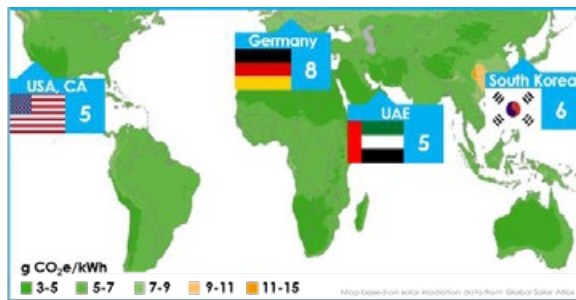 Germany
8
USA, CA
5
South Korea
6
UAE
5
g CO₂e/kWh
3-5 5-7 7-9 9-11 11-15
Map based on solar irradiation data from Global Solar Atlas